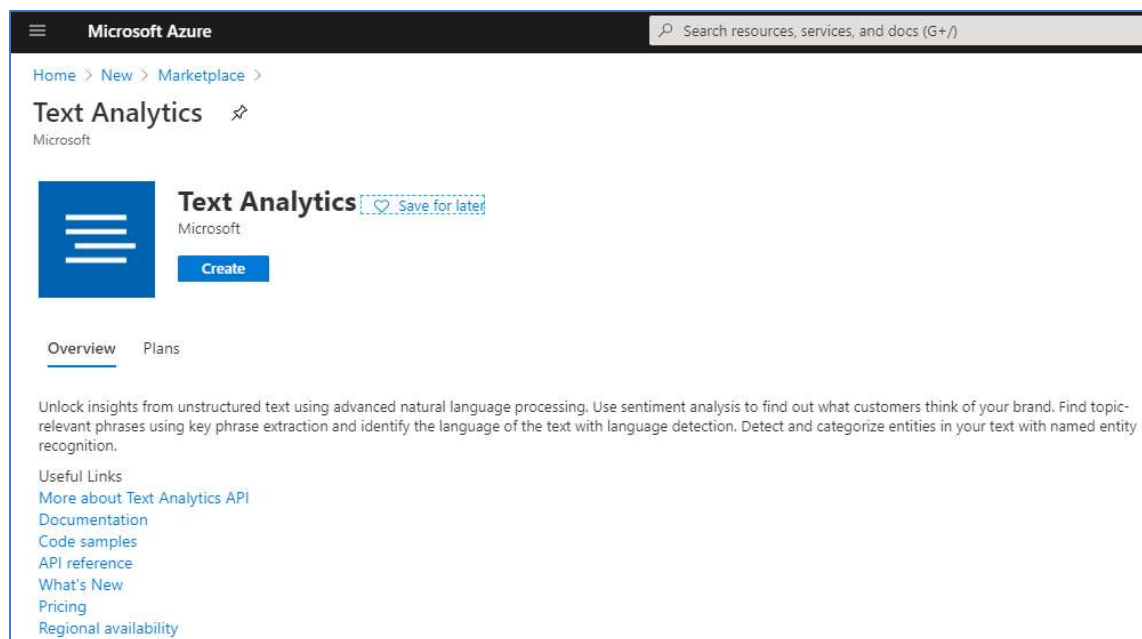 Microsoft Azure
Search resources, services, and docs (G+/)
Home > New > Marketplace >
Text Analytics
Microsoft
Text Analytics
Save for later
Microsoft
Create
Overview Plans
Unlock insights from unstructured text using advanced natural language processing. Use sentiment analysis to find out what customers think of your brand. Find topic-
relevant phrases using key phrase extraction and identify the language of the text with language detection. Detect and categorize entities in your text with named entity
recognition.
Useful Links
More about Text Analytics API
Documentation
Code samples
API reference
What's New
Pricing
Regional availability